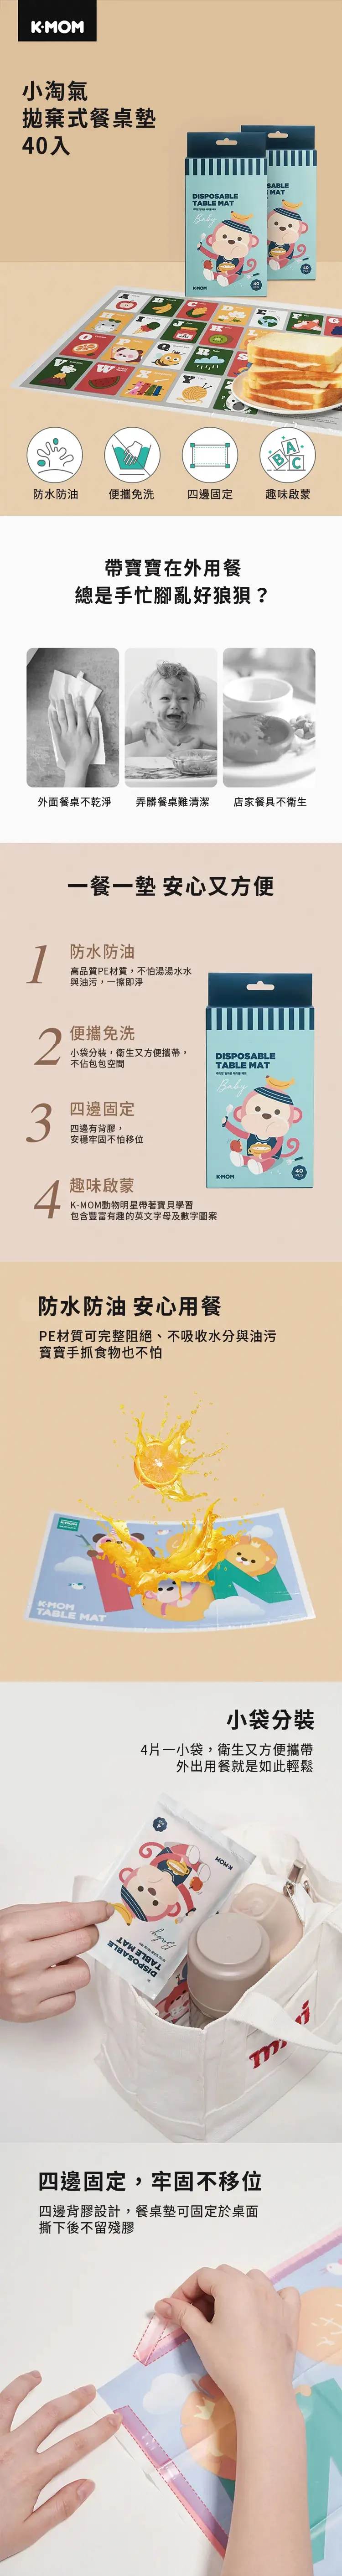 K·MOM
小淘氣
拋棄式餐桌墊
40入
DISPOSABLE
TABLE MAT
Baby
K-MOM
40
防水防油
便攜免洗
四邊固定
趣味啟蒙
帶寶寶在外用餐
總是手忙腳亂好狼狽？
外面餐桌不乾淨
弄髒餐桌難清潔
店家餐具不衛生
一餐一墊 安心又方便
1
防水防油
高品質PE材質，不怕湯湯水水
與油污，一擦即淨
2
便攜免洗
小袋分裝，衛生又方便攜帶，
不佔包包空間
3
四邊固定
四邊有背膠，
安穩牢固不怕移位
4
趣味啟蒙
K-MOM動物明星帶著寶貝學習
包含豐富有趣的英文字母及數字圖案
DISPOSABLE
TABLE MAT
Baby
K-MOM
40
PCS
防水防油 安心用餐
PE材質可完整阻絕、不吸收水分與油污
寶寶手抓食物也不怕
K-MOM
TABLE MAT
小袋分裝
4片一小袋，衛生又方便攜帶
外出用餐就是如此輕鬆
K-MOM
Baby
DISPOSABLE
TABLE MAT
四邊固定，牢固不移位
四邊背膠設計，餐桌墊可固定於桌面
撕下後不留殘膠